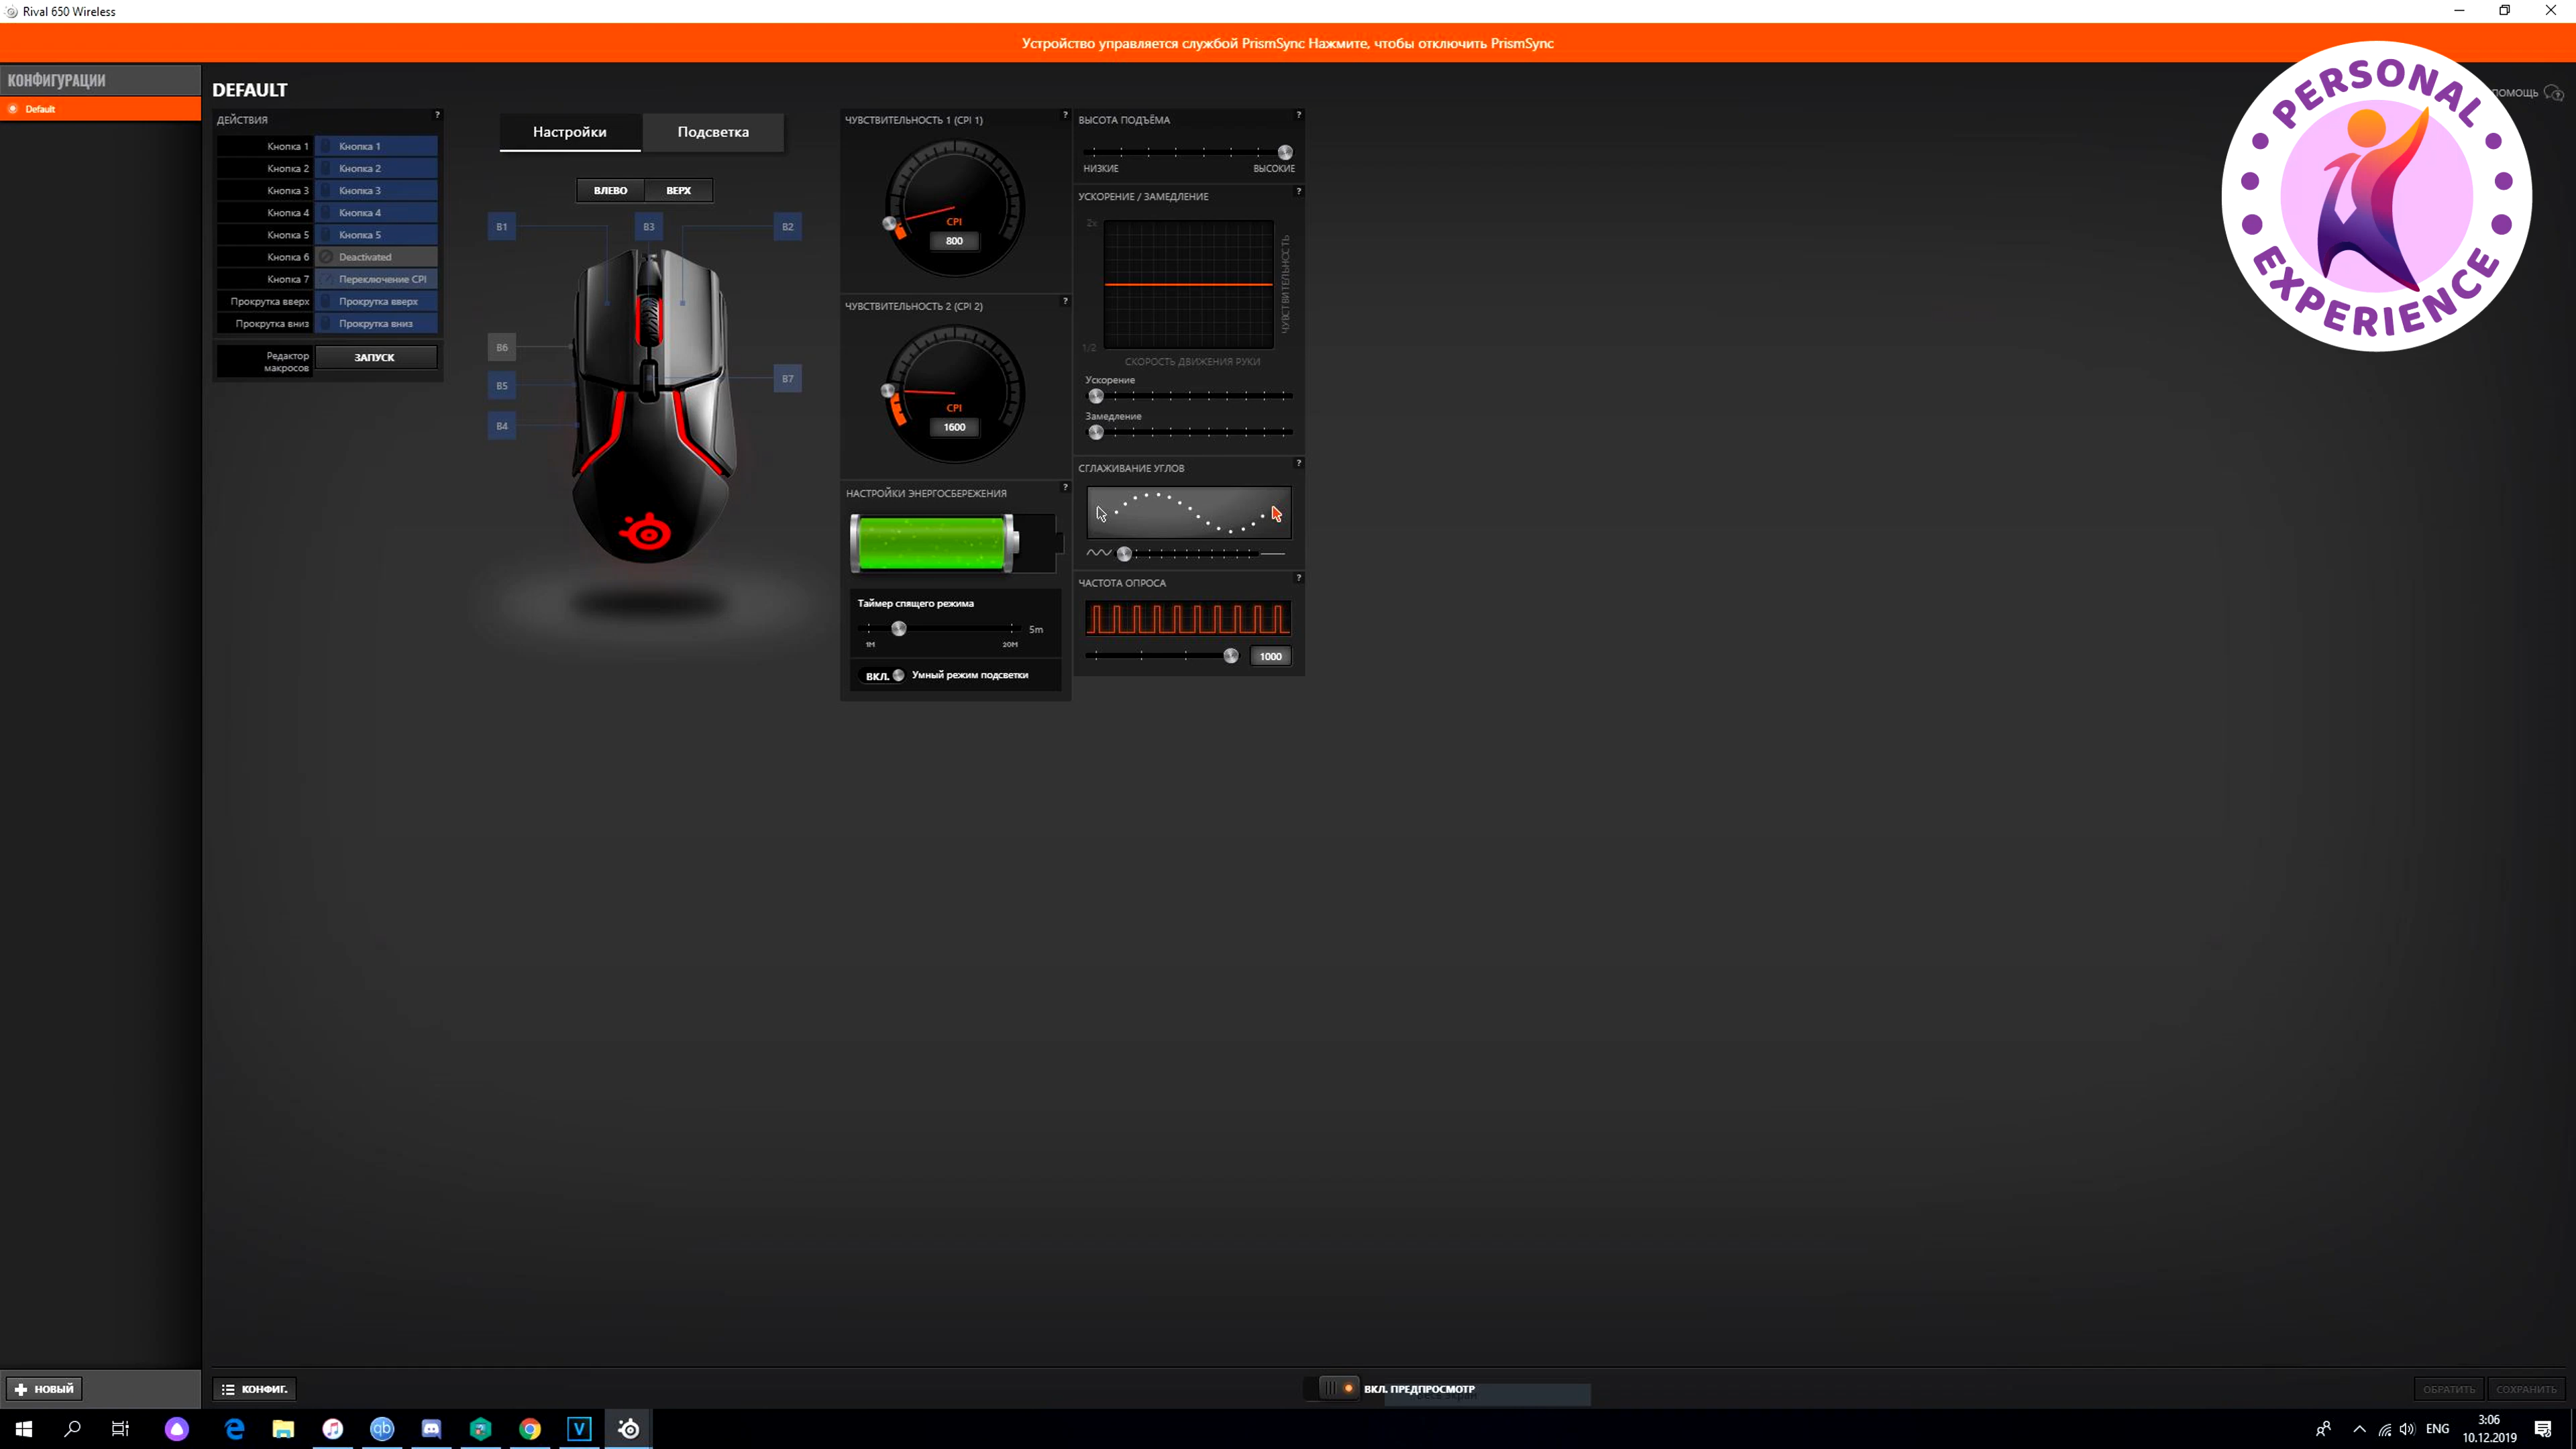 Rival 650 Wireless
Устройство управляется службой PrismSync Нажмите, чтобы отключить PrismSync
PERSONAL
EXPERIENCE
ПОМОЩЬ
КОНФИГУРАЦИИ
Default
DEFAULT
ДЕЙСТВИЯ ?
Кнопка 1 Кнопка 1
Кнопка 2 Кнопка 2
Кнопка 3 Кнопка 3
Кнопка 4 Кнопка 4
Кнопка 5 Кнопка 5
Кнопка 6 Deactivated
Кнопка 7 Переключение CPI
Прокрутка вверх Прокрутка вверх
Прокрутка вниз Прокрутка вниз
Редактор
макросов
ЗАПУСК
Настройки Подсветка
ВЛЕВО ВЕРХ
B1 B3 B2
B6
B5 B7
B4
ЧУВСТВИТЕЛЬНОСТЬ 1 (CPI 1) ?
CPI
800
ЧУВСТВИТЕЛЬНОСТЬ 2 (CPI 2) ?
CPI
1600
НАСТРОЙКИ ЭНЕРГОСБЕРЕЖЕНИЯ ?
Таймер спящего режима
5m
1М 20М
ВКЛ. Умный режим подсветки
ВЫСОТА ПОДЪЁМА ?
НИЗКИЕ ВЫСОКИЕ
УСКОРЕНИЕ / ЗАМЕДЛЕНИЕ ?
2x
ЧУВСТВИТЕЛЬНОСТЬ
1/2
СКОРОСТЬ ДВИЖЕНИЯ РУКИ
Ускорение
Замедление
СГЛАЖИВАНИЕ УГЛОВ ?
ЧАСТОТА ОПРОСА ?
1000
НОВЫЙ
КОНФИГ.
ВКЛ. ПРЕДПРОСМОТР
ОБРАТИТЬ СОХРАНИТЬ
qb
V
ENG
3:06
10.12.2019